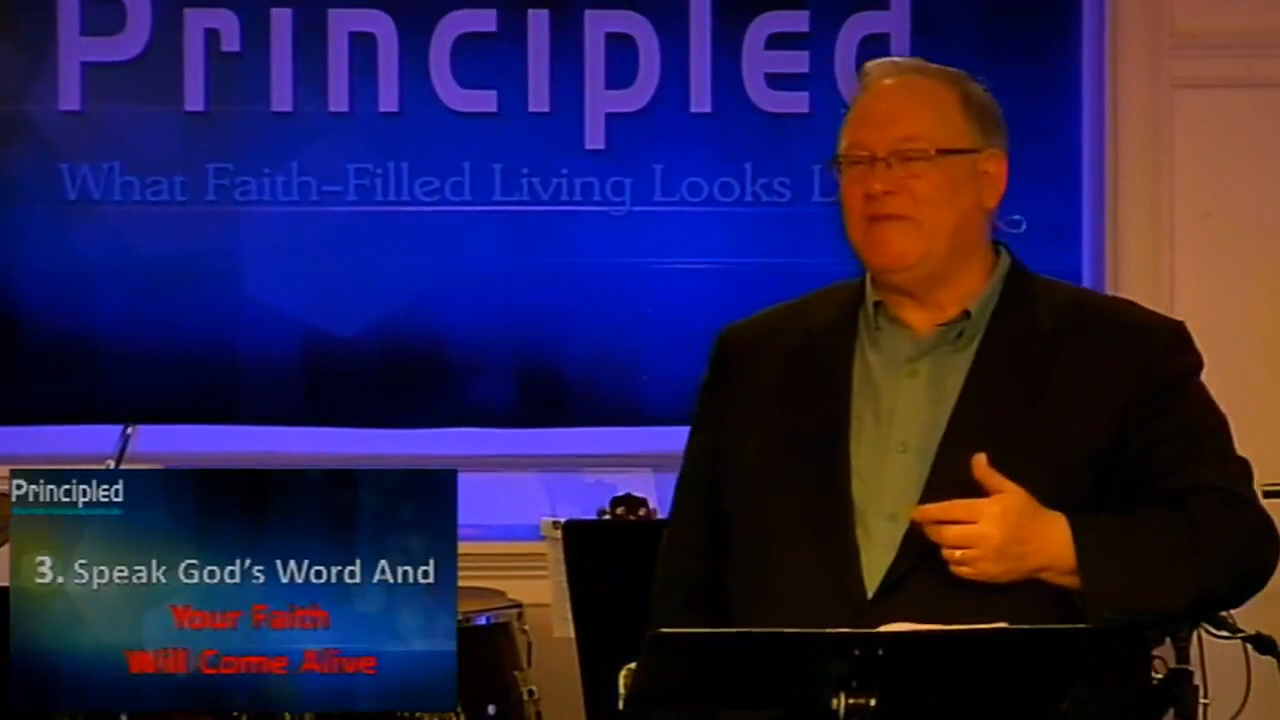 Principled
What Faith-Filled Living Looks
Principled
3. Speak God's Word And
Your Faith
Will Come Alive